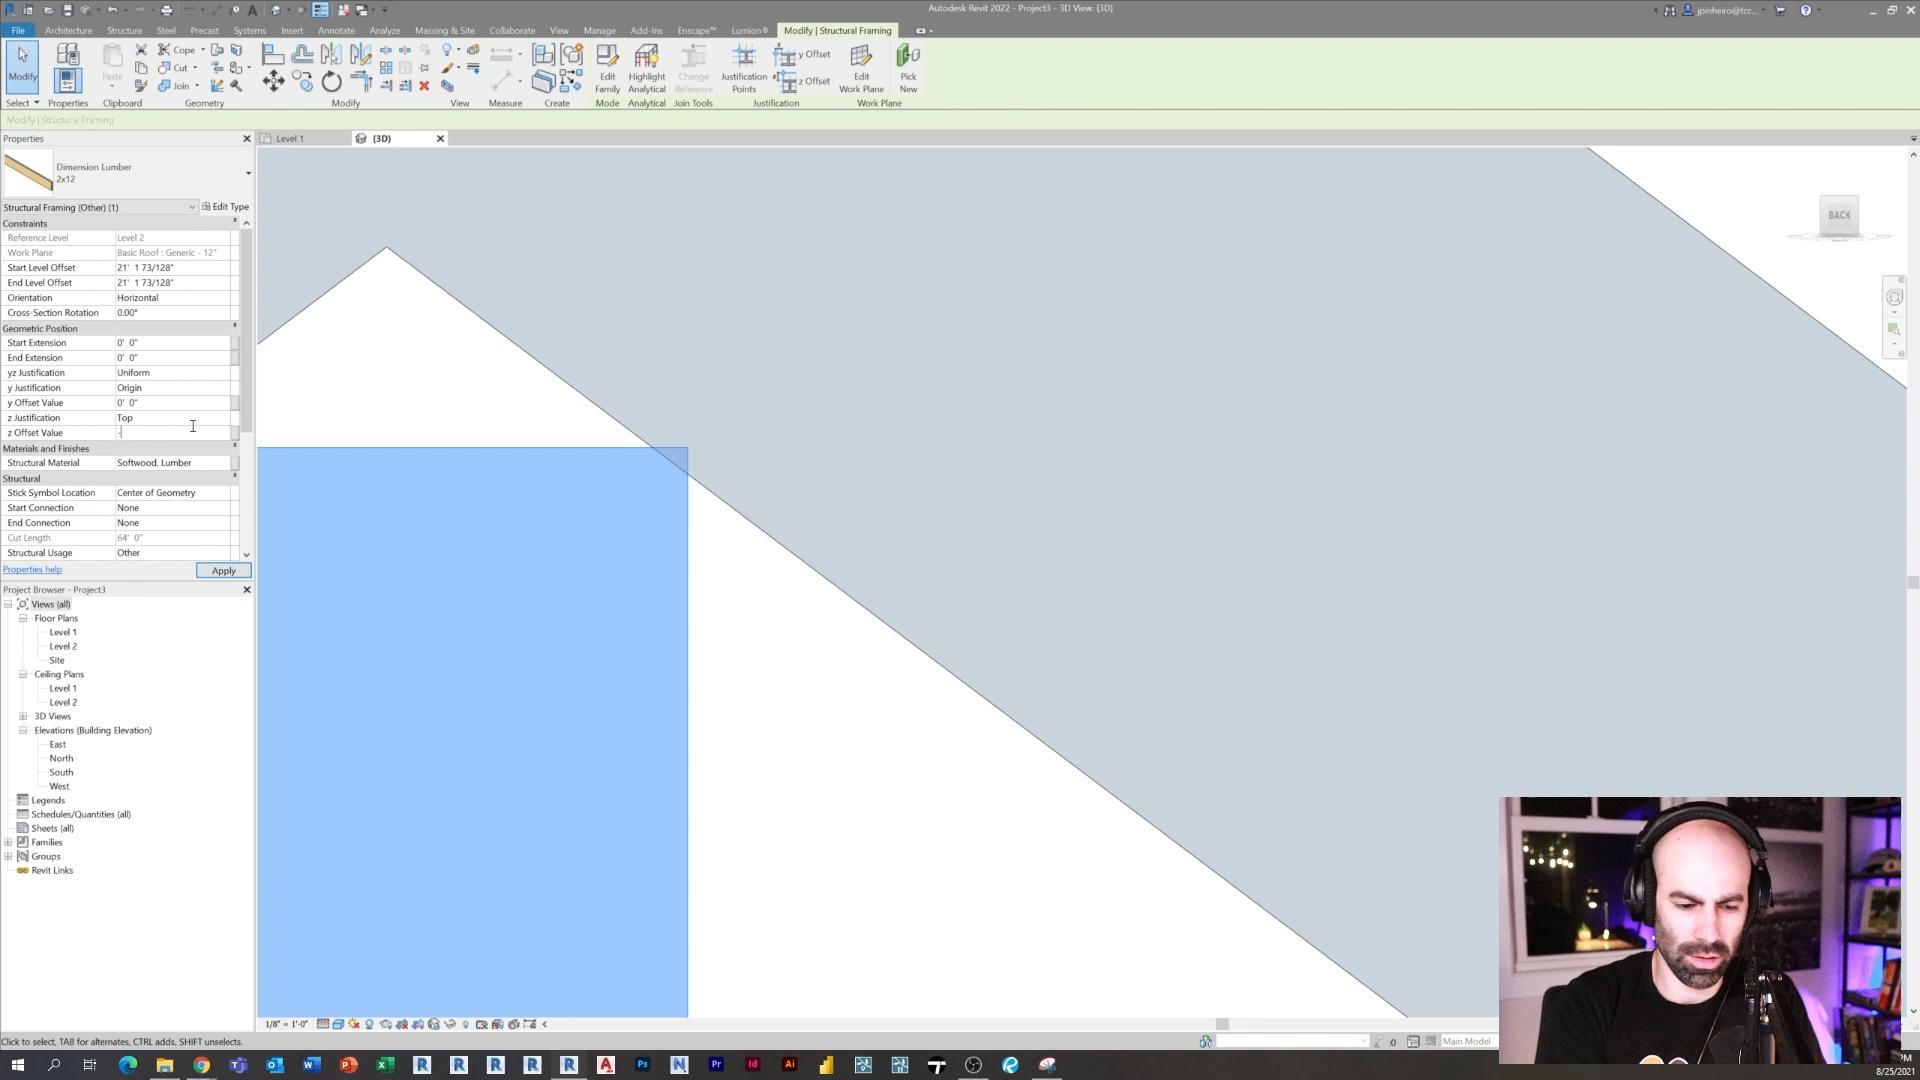 Autodesk Revit 2022 - Project3 - 3D View: {3D}
jpinheiro@tcc...
File Architecture Structure Steel Precast Systems Insert Annotate Analyze Massing & Site Collaborate View Manage Add-Ins Enscape™ Lumion® Modify | Structural Framing
Modify Paste Cope Cut Join
Edit Family Highlight Analytical Change Reference Justification Points y Offset z Offset Edit Work Plane Pick New
Select Properties Clipboard Geometry Modify View Measure Create Mode Analytical Join Tools Justification Work Plane
Modify | Structural Framing
Properties
Level 1 {3D}
Dimension Lumber
2x12
Structural Framing (Other) (1) Edit Type
Constraints
Reference Level Level 2
Work Plane Basic Roof : Generic - 12"
Start Level Offset 21' 1 73/128"
End Level Offset 21' 1 73/128"
Orientation Horizontal
Cross-Section Rotation 0.00°
Geometric Position
Start Extension 0' 0"
End Extension 0' 0"
yz Justification Uniform
y Justification Origin
y Offset Value 0' 0"
z Justification Top
z Offset Value -
Materials and Finishes
Structural Material Softwood, Lumber
Structural
Stick Symbol Location Center of Geometry
Start Connection None
End Connection None
Cut Length 64' 0"
Structural Usage Other
Properties help Apply
Project Browser - Project3
Views (all)
Floor Plans
Level 1
Level 2
Site
Ceiling Plans
Level 1
Level 2
3D Views
Elevations (Building Elevation)
East
North
South
West
Legends
Schedules/Quantities (all)
Sheets (all)
Families
Groups
Revit Links
BACK
1/8" = 1'-0"
Click to select, TAB for alternates, CTRL adds, SHIFT unselects.
:0 Main Model
PM
8/25/2021